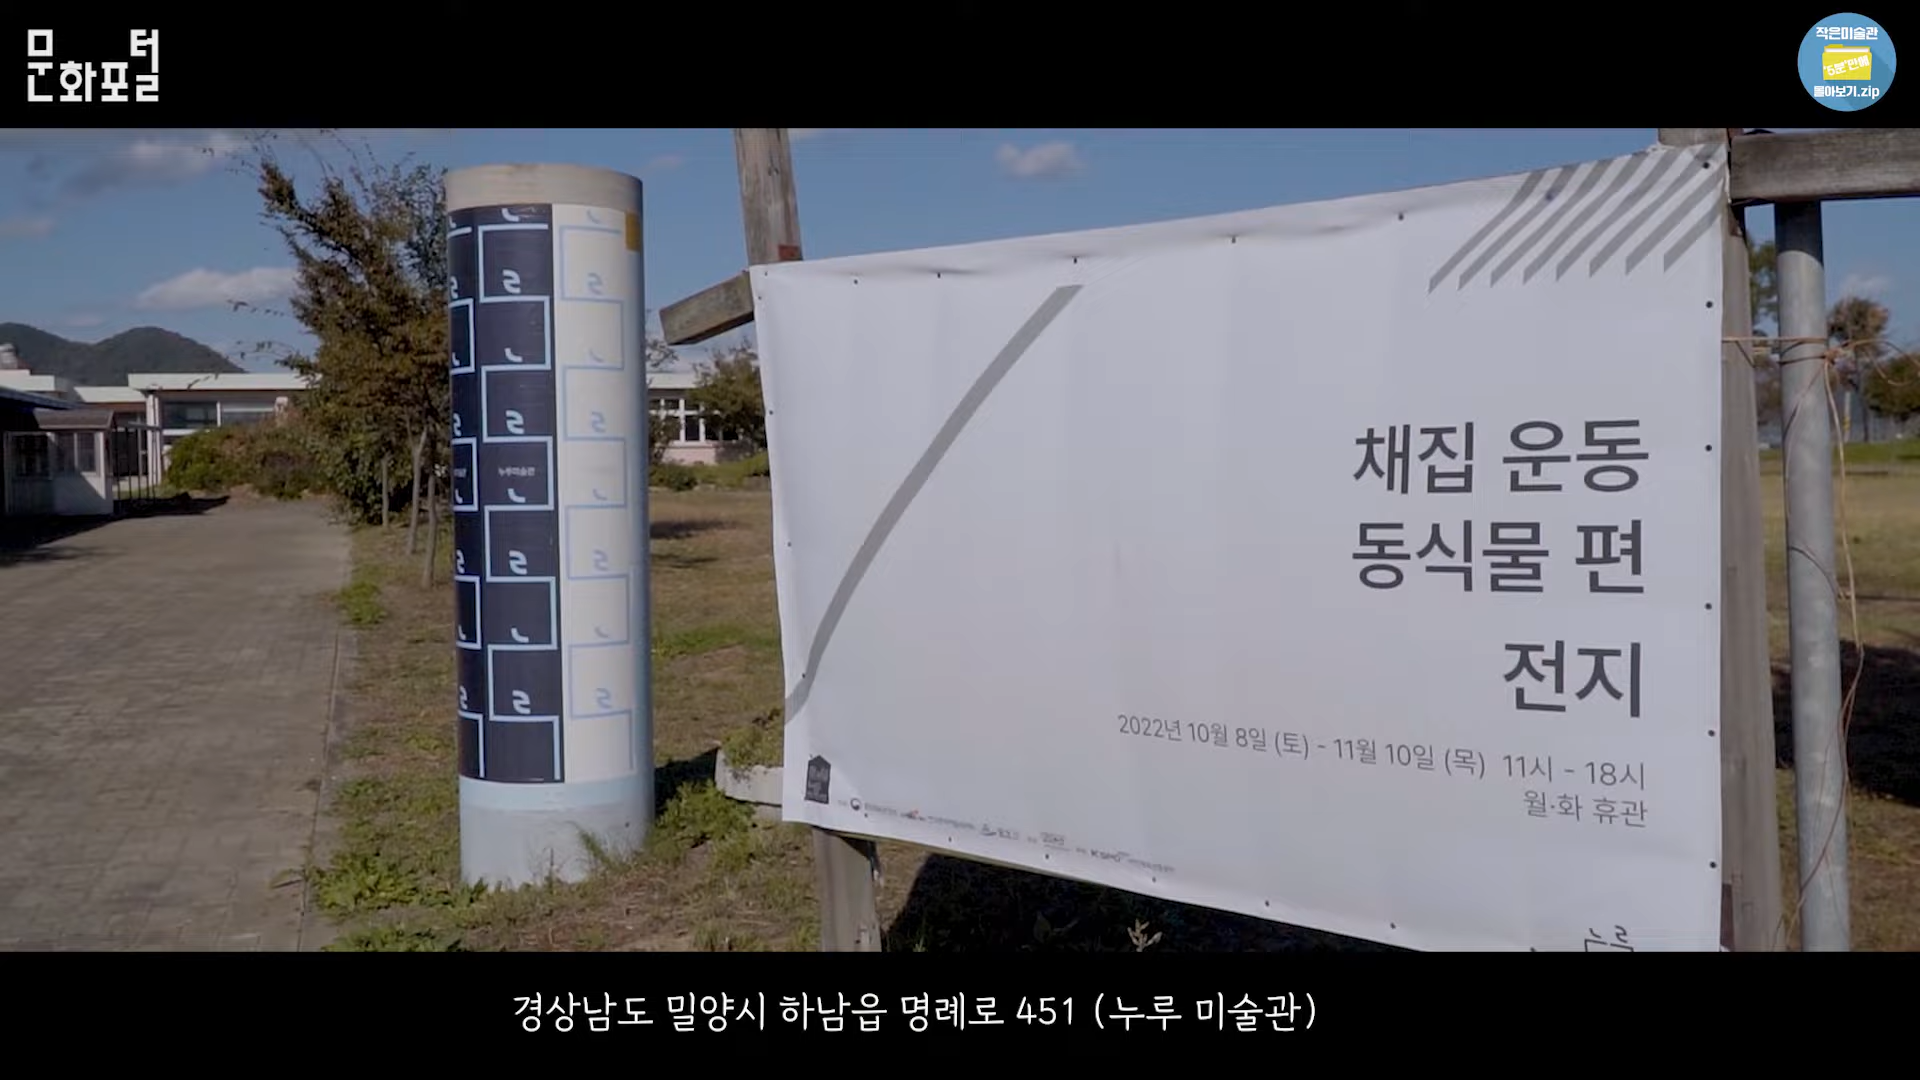 문화포털
작은미술관
"5분"만에
돌아보기.zip
누루미술관
채집 운동
동식물 편
전지
2022년 10월 8일 (토) - 11월 10일 (목) 11시 - 18시
월·화 휴관
누루
경상남도 밀양시 하남읍 명례로 451 (누루 미술관)